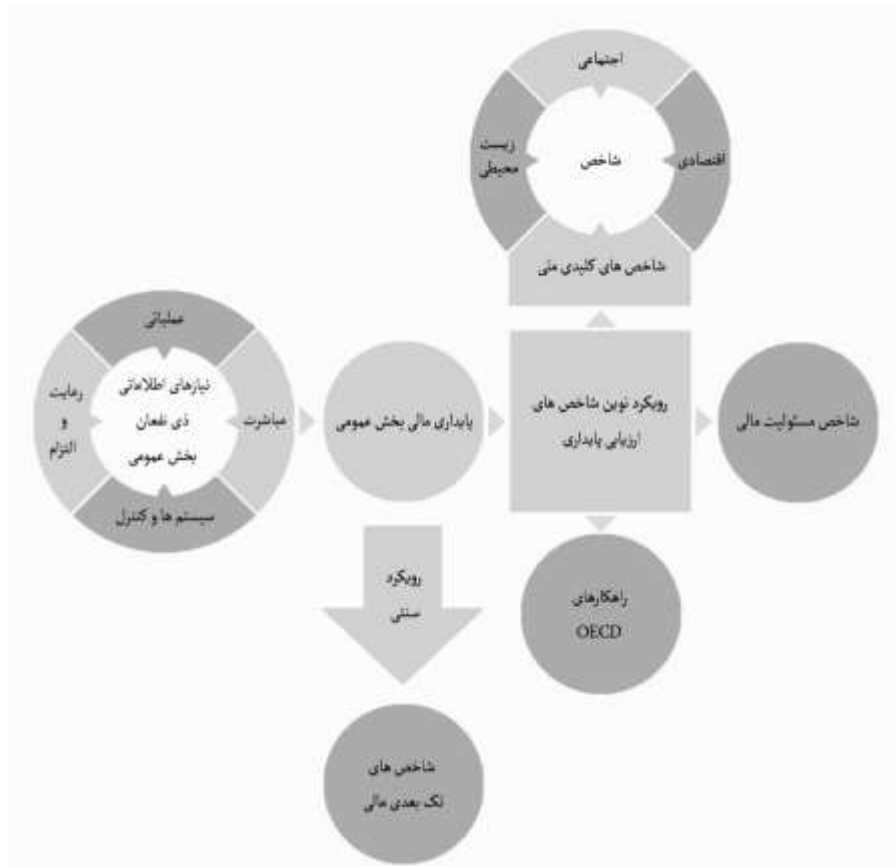 اجتماعی
زیست
محیطی
شاخص
اقتصادی
شاخص های کلیدی متی
عملیاتی
رعایت
و
التزام
نیازهای اطلاعاتی
ذی نفعان
بخش عمومی
مباشرت
سیستم ها و کنترل
پایداری مالی بخش عمومی
رویکرد نوین شاخص های
ارزیابی پایداری
شاخص مسئولیت مالی
رویکرد
سنتی
راهکارهای
OECD
شاخص های
تک بعدی مالی